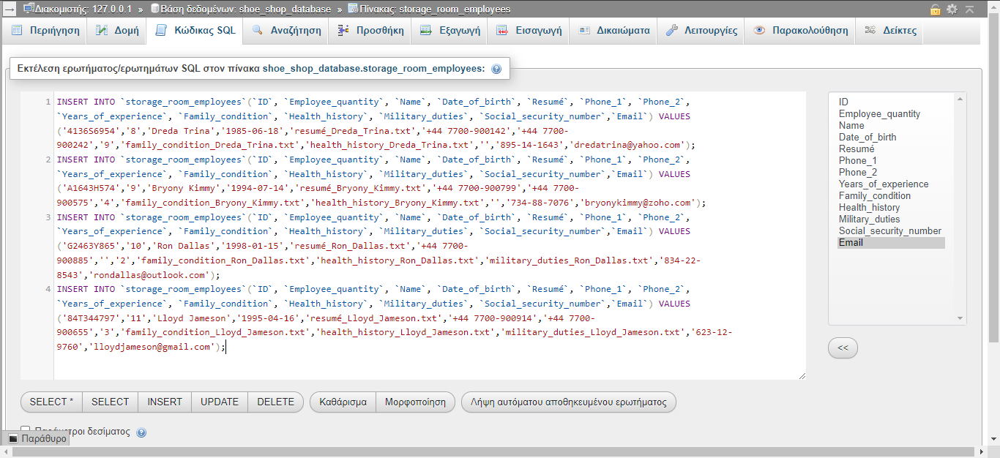 Διακομιστής: 127.0.0.1 » Βάση δεδομένων: shoe_shop_database » Πίνακας: storage_room_employees
Περιήγηση Δομή Κώδικας SQL Αναζήτηση Προσθήκη Εξαγωγή Εισαγωγή Δικαιώματα Λειτουργίες Παρακολούθηση Δείκτες
Εκτέλεση ερωτήματος/ερωτημάτων SQL στον πίνακα shoe_shop_database.storage_room_employees:
1 INSERT INTO `storage_room_employees`(`ID`, `Employee_quantity`, `Name`, `Date_of_birth`, `Resumé`, `Phone_1`, `Phone_2`,
`Years_of_experience`, `Family_condition`, `Health_history`, `Military_duties`, `Social_security_number`,`Email`) VALUES
('4136S6954','8','Dreda Trina','1985-06-18','resumé_Dreda_Trina.txt','+44 7700-900142','+44 7700-
900242','9','family_condition_Dreda_Trina.txt','health_history_Dreda_Trina.txt','','895-14-1643','dredatrina@yahoo.com');
2 INSERT INTO `storage_room_employees`(`ID`, `Employee_quantity`, `Name`, `Date_of_birth`, `Resumé`, `Phone_1`, `Phone_2`,
`Years_of_experience`, `Family_condition`, `Health_history`, `Military_duties`, `Social_security_number`,`Email`) VALUES
('A1643H574','9','Bryony Kimmy','1994-07-14','resumé_Bryony_Kimmy.txt','+44 7700-900799','+44 7700-
900575','4','family_condition_Bryony_Kimmy.txt','health_history_Bryony_Kimmy.txt','','734-88-7076','bryonykimmy@zoho.com');
3 INSERT INTO `storage_room_employees`(`ID`, `Employee_quantity`, `Name`, `Date_of_birth`, `Resumé`, `Phone_1`, `Phone_2`,
`Years_of_experience`, `Family_condition`, `Health_history`, `Military_duties`, `Social_security_number`,`Email`) VALUES
('G2463Y865','10','Ron Dallas','1998-01-15','resumé_Ron_Dallas.txt','+44 7700-
900885','','2','family_condition_Ron_Dallas.txt','health_history_Ron_Dallas.txt','military_duties_Ron_Dallas.txt','834-22-
8543','rondallas@outlook.com');
4 INSERT INTO `storage_room_employees`(`ID`, `Employee_quantity`, `Name`, `Date_of_birth`, `Resumé`, `Phone_1`, `Phone_2`,
`Years_of_experience`, `Family_condition`, `Health_history`, `Military_duties`, `Social_security_number`,`Email`) VALUES
('84T344797','11','Lloyd Jameson','1995-04-16','resumé_Lloyd_Jameson.txt','+44 7700-900914','+44 7700-
900655','3','family_condition_Lloyd_Jameson.txt','health_history_Lloyd_Jameson.txt','military_duties_Lloyd_Jameson.txt','623-12-
9760','lloydjameson@gmail.com');
ID
Employee_quantity
Name
Date_of_birth
Resumé
Phone_1
Phone_2
Years_of_experience
Family_condition
Health_history
Military_duties
Social_security_number
Email
<<
SELECT * SELECT INSERT UPDATE DELETE Καθάρισμα Μορφοποίηση Λήψη αυτόματου αποθηκευμένου ερωτήματος
Παράμετροι δεσίματος
Παράθυρο